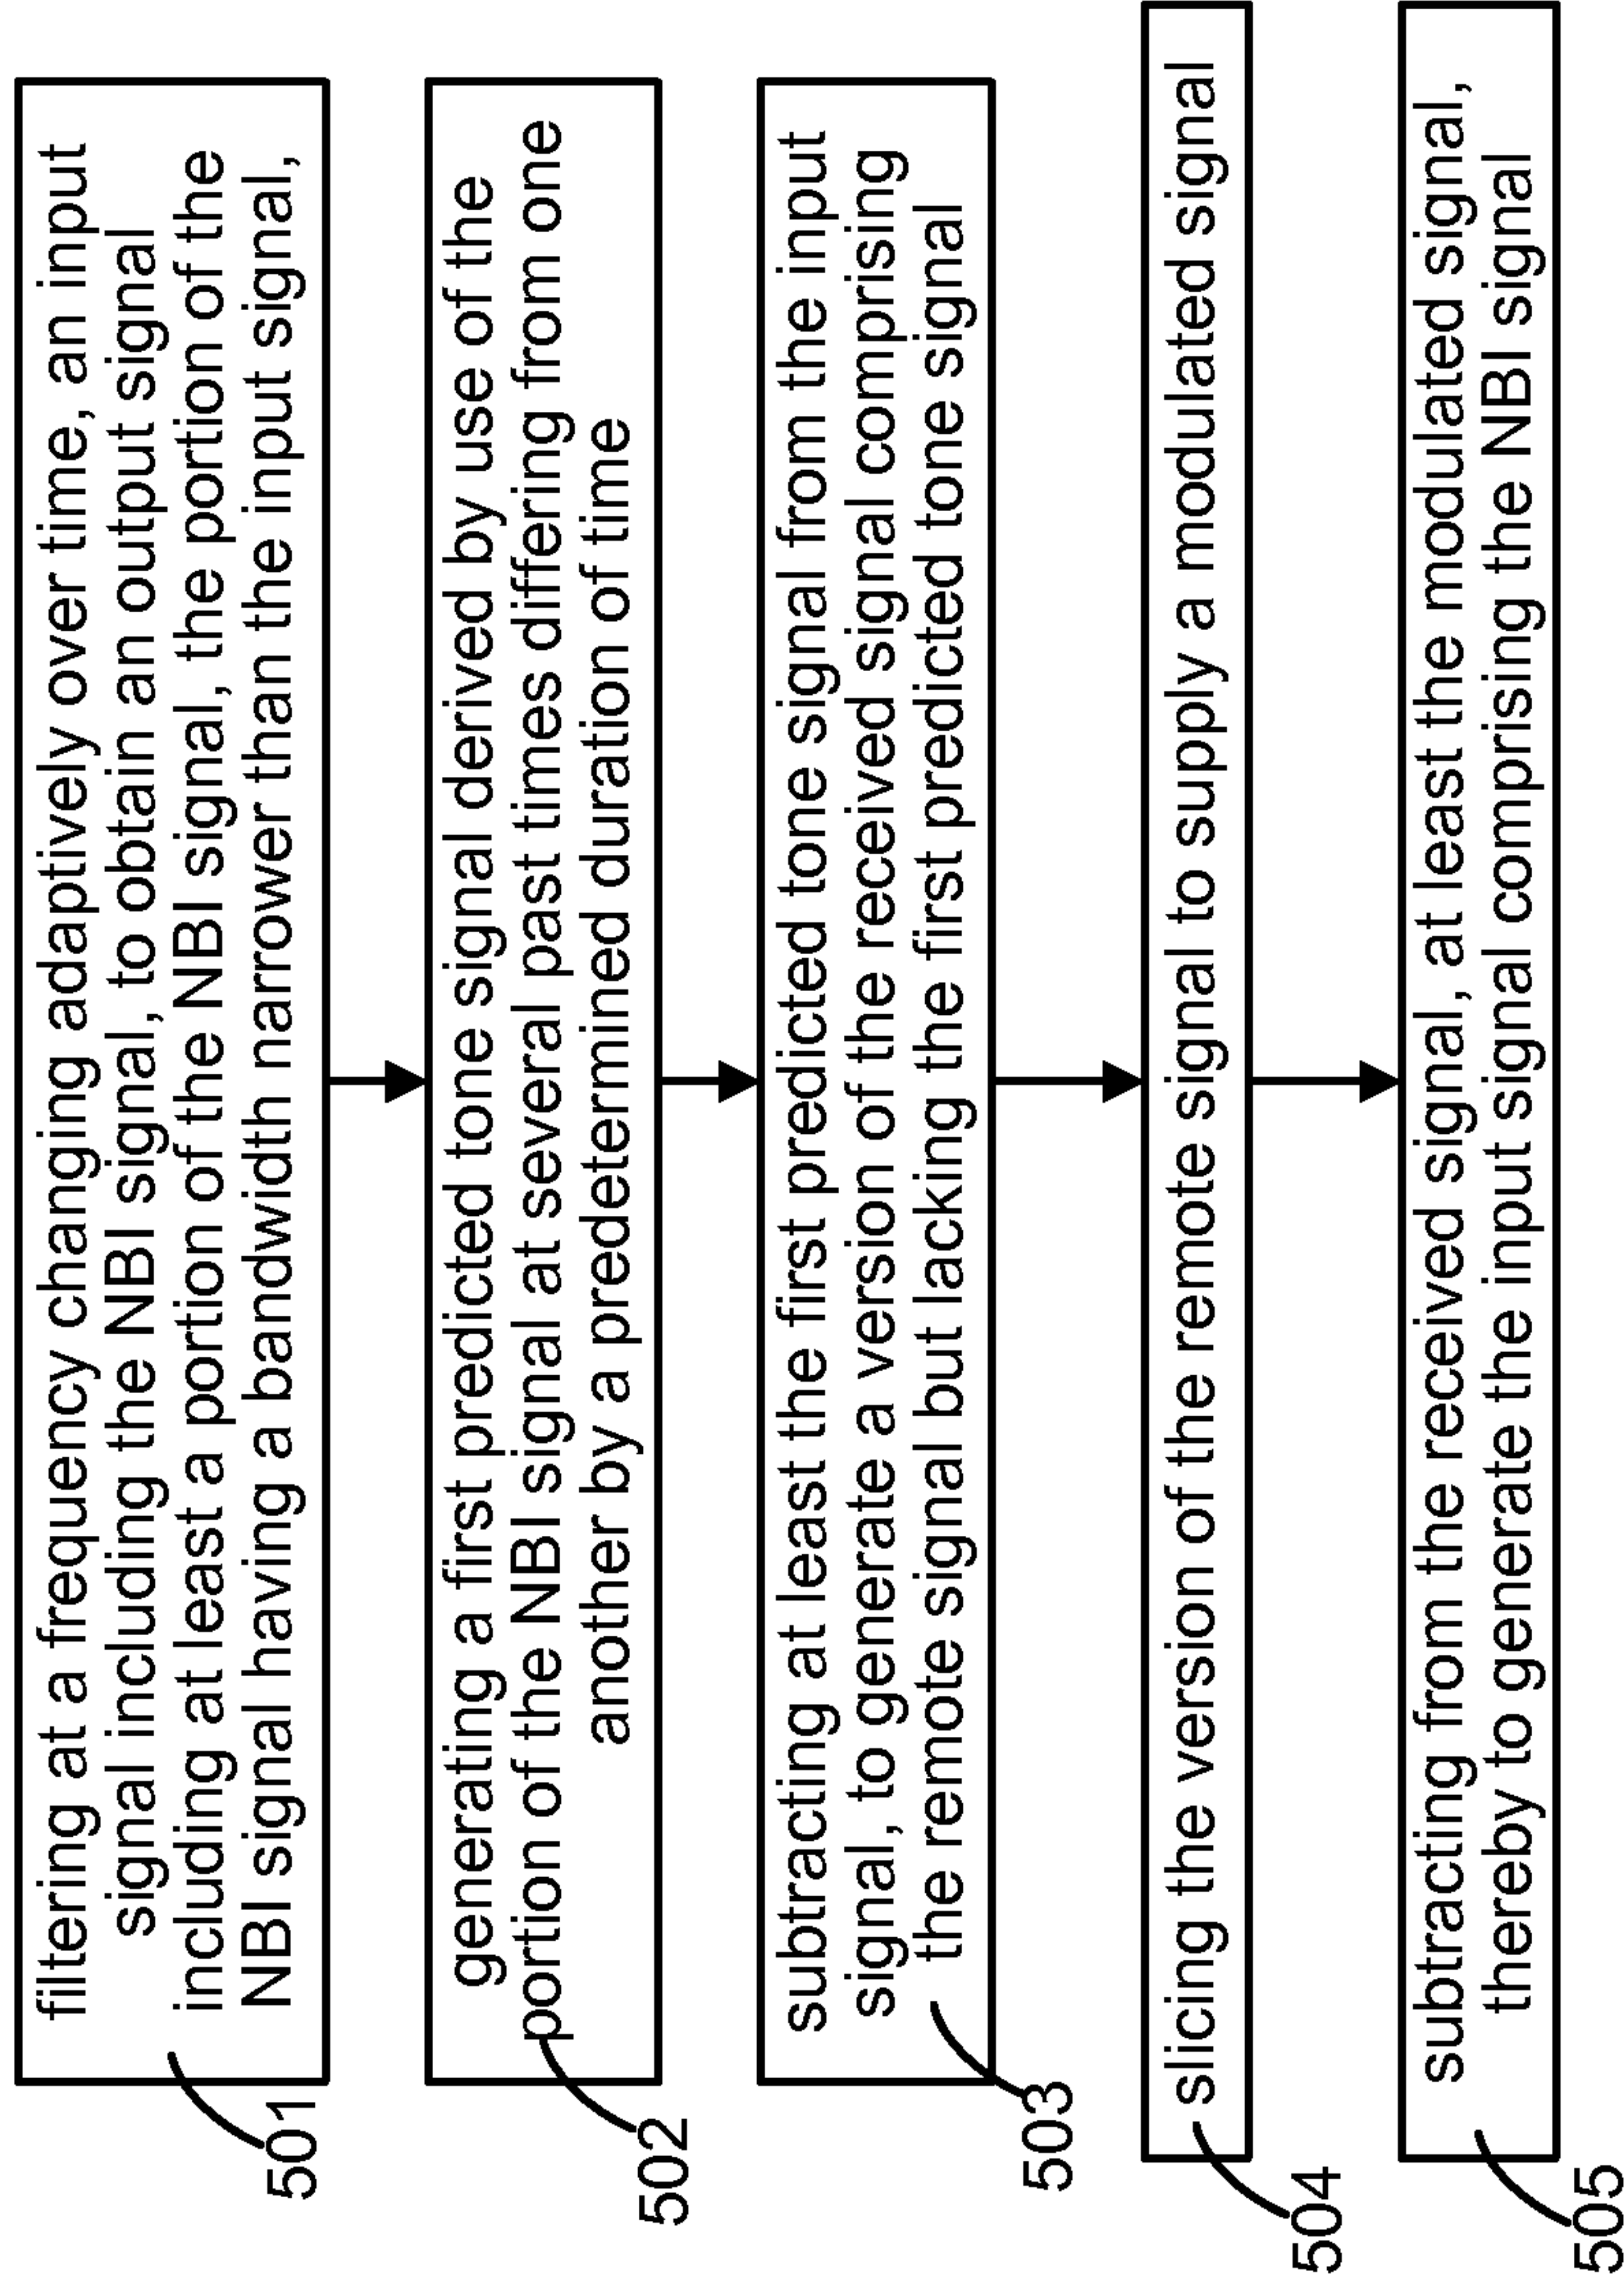 filtering at a frequency changing adaptively over time, an input
signal including the NBI signal, to obtain an output signal
including at least a portion of the NBI signal, the portion of the
NBI signal having a bandwidth narrower than the input signal,
501
generating a first predicted tone signal derived by use of the
portion of the NBI signal at several past times differing from one
another by a predetermined duration of time
502
subtracting at least the first predicted tone signal from the input
signal, to generate a version of the received signal comprising
the remote signal but lacking the first predicted tone signal
503
slicing the version of the remote signal to supply a modulated signal
504
subtracting from the received signal, at least the modulated signal,
thereby to generate the input signal comprising the NBI signal
505